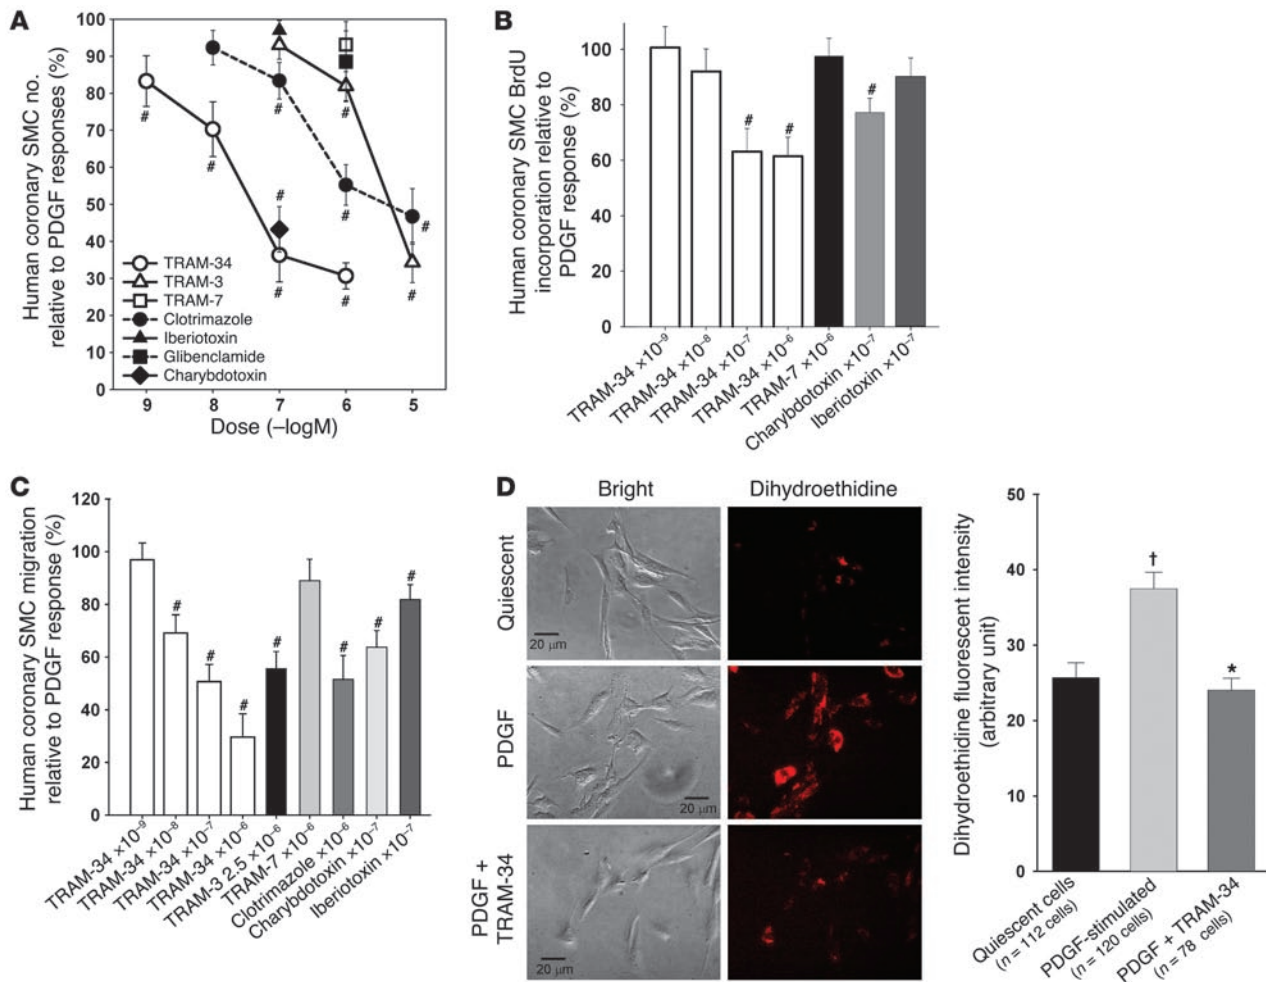 A
Human coronary SMC no.
relative to PDGF responses (%)
100
90
80
70
60
50
40
30
20
10
0
#
#
#
#
#
#
#
#
#
#
#
TRAM-34
TRAM-3
TRAM-7
Clotrimazole
Iberiotoxin
Glibenclamide
Charybdotoxin
9 8 7 6 5
Dose (–logM)
B
Human coronary SMC BrdU
incorporation relative to
PDGF response (%)
100
80
60
40
20
0
# # #
TRAM-34 ×10⁻⁹
TRAM-34 ×10⁻⁸
TRAM-34 ×10⁻⁷
TRAM-34 ×10⁻⁶
TRAM-7 ×10⁻⁶
Charybdotoxin ×10⁻⁷
Iberiotoxin ×10⁻⁷
C
Human coronary SMC migration
relative to PDGF response (%)
120
100
80
60
40
20
0
# # # # # # #
TRAM-34 ×10⁻⁹
TRAM-34 ×10⁻⁸
TRAM-34 ×10⁻⁷
TRAM-34 ×10⁻⁶
TRAM-3 2.5 ×10⁻⁶
TRAM-7 ×10⁻⁶
Clotrimazole ×10⁻⁶
Charybdotoxin ×10⁻⁷
Iberiotoxin ×10⁻⁷
D
Bright
Dihydroethidine
Quiescent
20 μm
PDGF
20 μm
PDGF +
TRAM-34
20 μm
Dihydroethidine fluorescent intensity
(arbitrary unit)
50
40
30
20
10
0
†
*
Quiescent cells
(n = 112 cells)
PDGF-stimulated
(n = 120 cells)
PDGF + TRAM-34
(n = 78 cells)